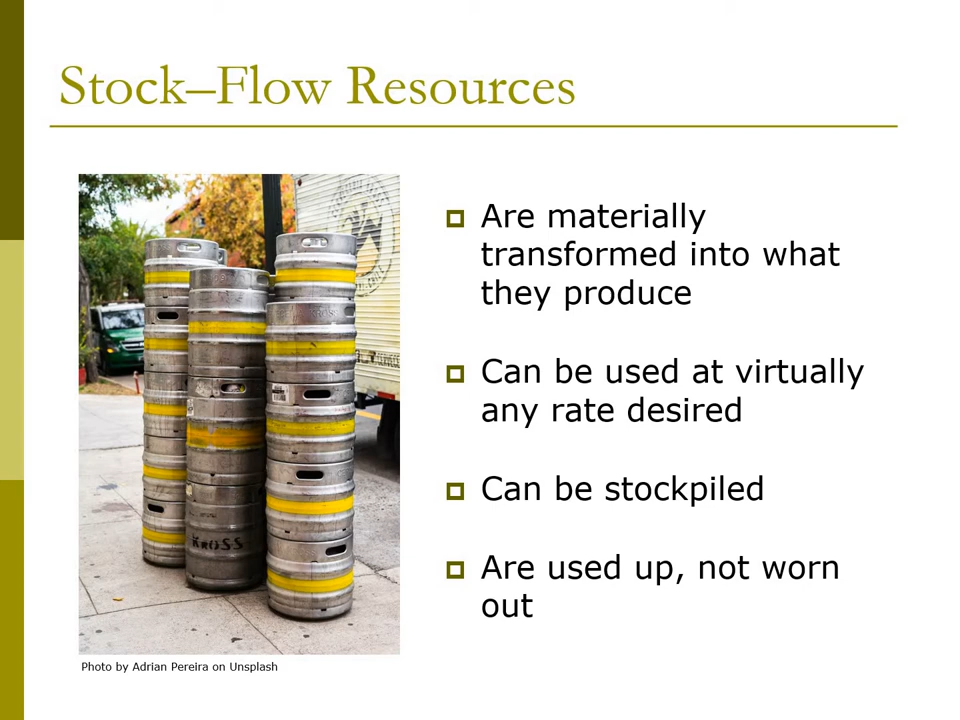 Stock–Flow Resources
Are materially
transformed into what
they produce
Can be used at virtually
any rate desired
Can be stockpiled
Are used up, not worn
out
KROSS
Photo by Adrian Pereira on Unsplash